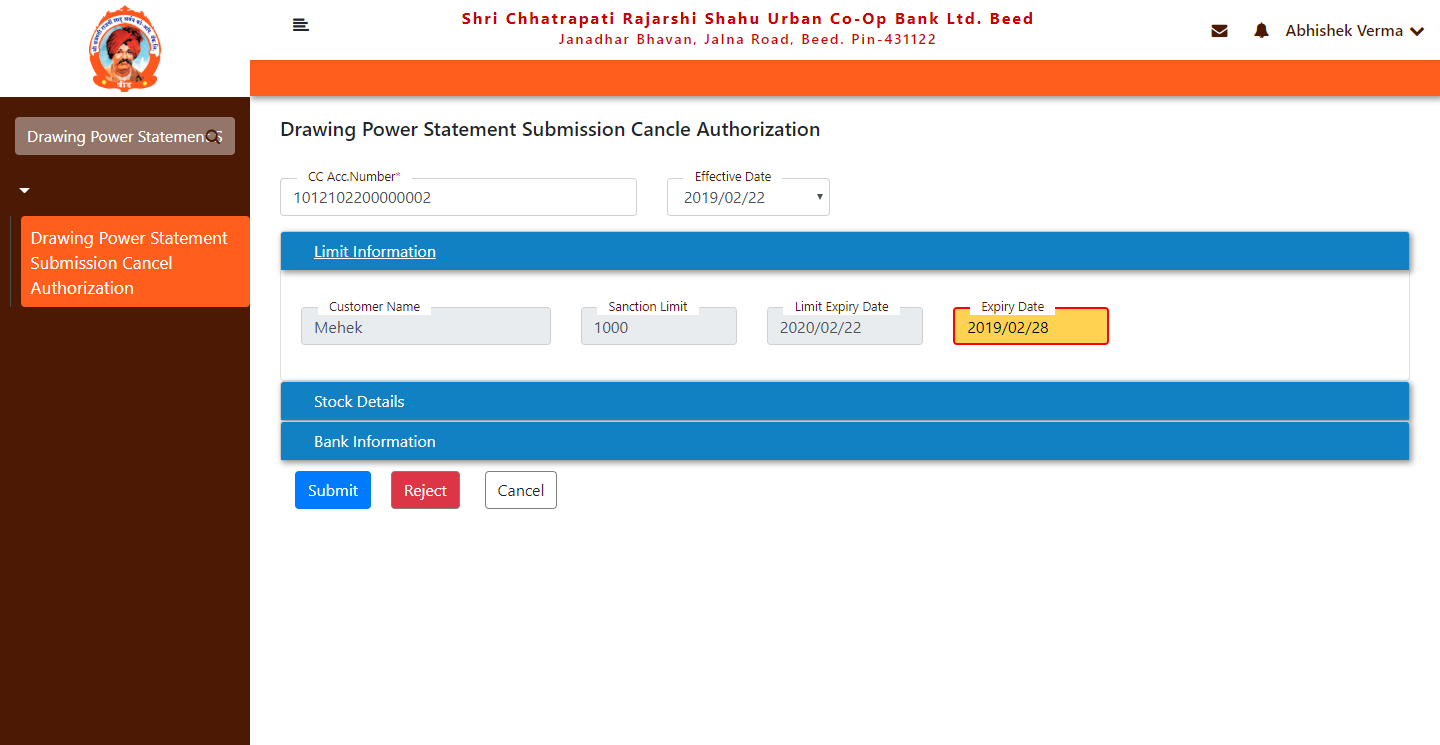 Shri Chhatrapati Rajarshi Shahu Urban Co-Op Bank Ltd. Beed
Janadhar Bhavan, Jalna Road, Beed. Pin-431122
Abhishek Verma
बीड
Drawing Power Statement S
Drawing Power Statement
Submission Cancel
Authorization
Drawing Power Statement Submission Cancle Authorization
CC Acc.Number*
1012102200000002
Effective Date
2019/02/22
Limit Information
Customer Name
Mehek
Sanction Limit
1000
Limit Expiry Date
2020/02/22
Expiry Date
2019/02/28
Stock Details
Bank Information
Submit
Reject
Cancel